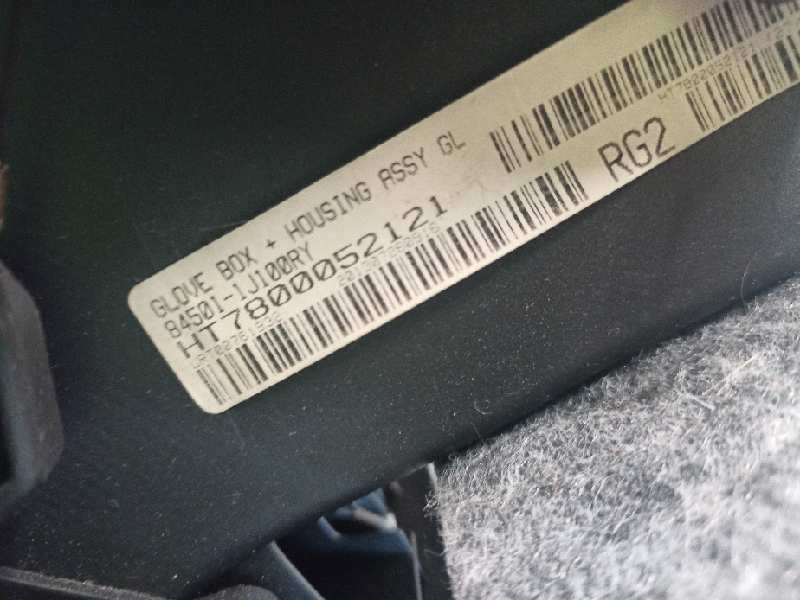 GLOVE BOX + HOUSING ASSY GL
84501-1J100RY
HT7800052121
RG2